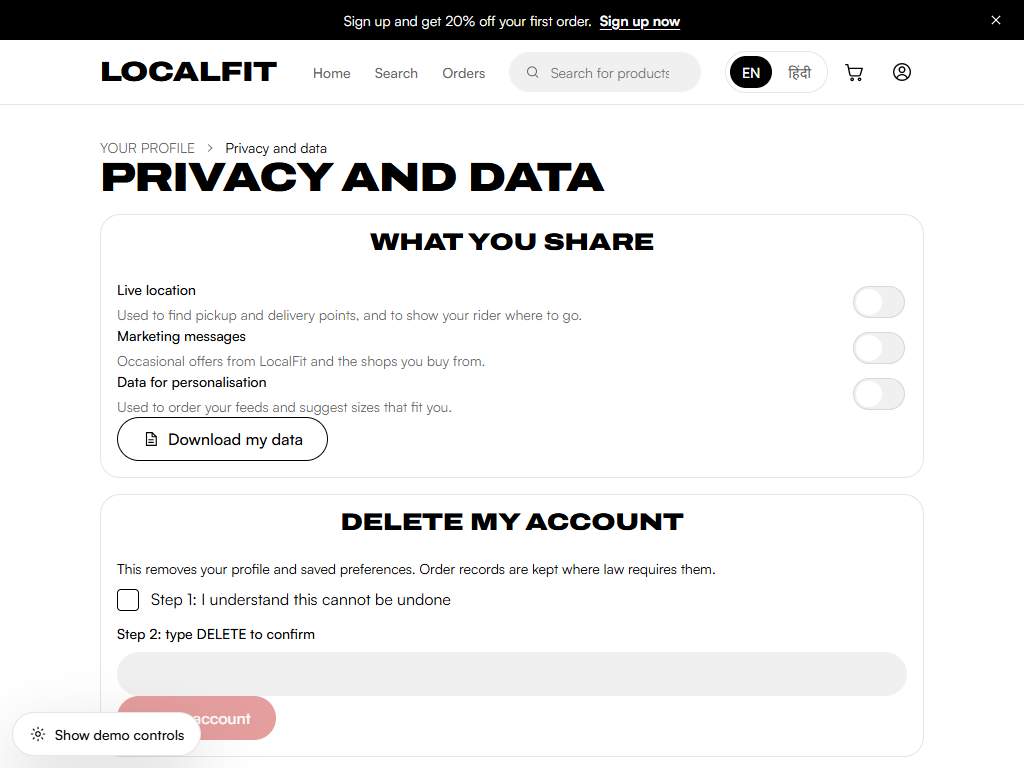 Sign up and get 20% off your first order. Sign up now
LOCALFIT
Home
Search
Orders
Search for products
EN
हिंदी
YOUR PROFILE > Privacy and data
PRIVACY AND DATA
WHAT YOU SHARE
Live location
Used to find pickup and delivery points, and to show your rider where to go.
Marketing messages
Occasional offers from LocalFit and the shops you buy from.
Data for personalisation
Used to order your feeds and suggest sizes that fit you.
Download my data
DELETE MY ACCOUNT
This removes your profile and saved preferences. Order records are kept where law requires them.
Step 1: I understand this cannot be undone
Step 2: type DELETE to confirm
account
Show demo controls